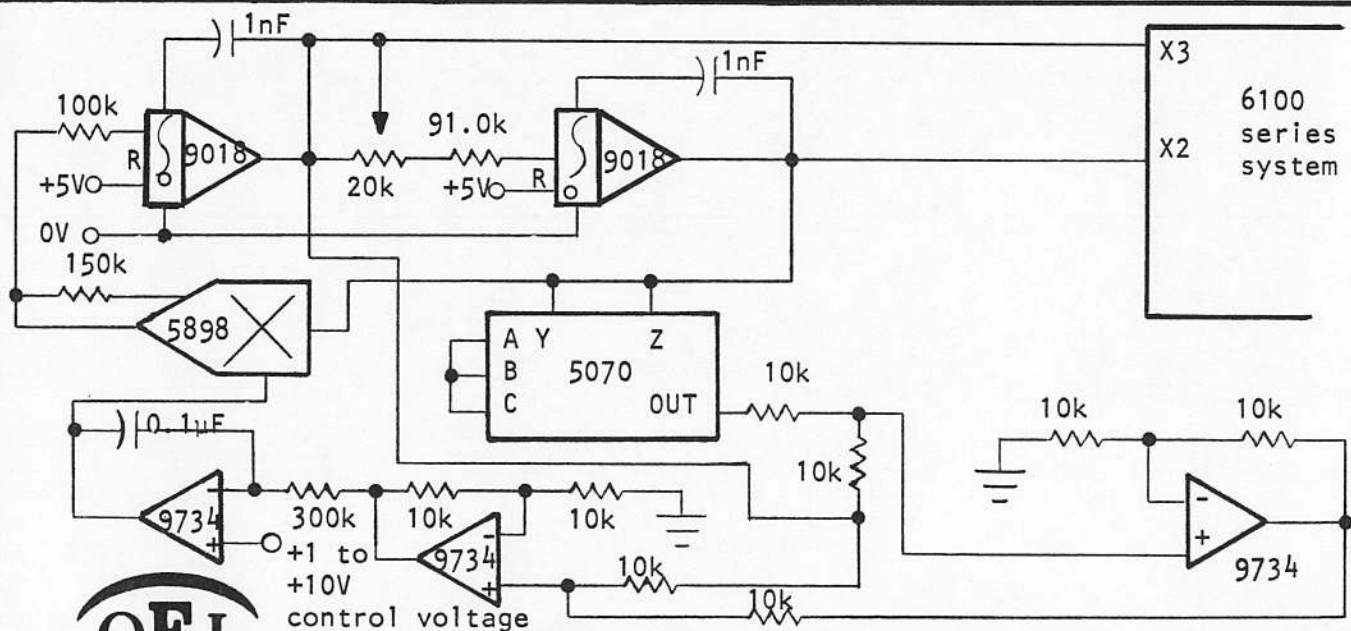 1nF
X3
6100
series
system
X2
100k
R
9018
+5V
0V
20k
91.0k
1nF
+5V
R
9018
150k
5898
A Y Z
B
5070
C OUT
10k
10k
10k
10k
0.1µF
-
+
9734
300k
10k
10k
-
+
9734
+1 to
+10V
control voltage
10k
10k
-
+
9734
OEI